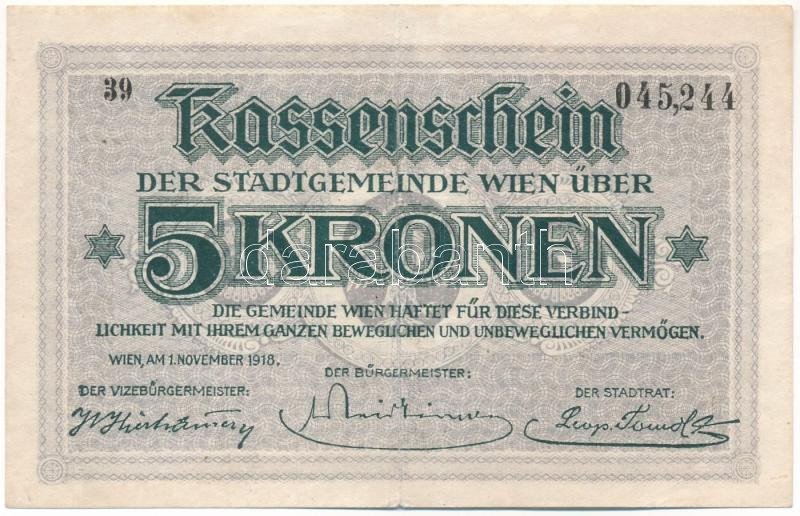 39
045,244
Kassenschein
DER STADTGEMEINDE WIEN ÜBER
5 KRONEN
darabanth
DIE GEMEINDE WIEN HAFTET FÜR DIESE VERBIND-
LICHKEIT MIT IHREM GANZEN BEWEGLICHEN UND UNBEWEGLICHEN VERMÖGEN.
WIEN, AM 1. NOVEMBER 1918.
DER BÜRGERMEISTER:
DER VIZEBÜRGERMEISTER:
DER STADTRAT: